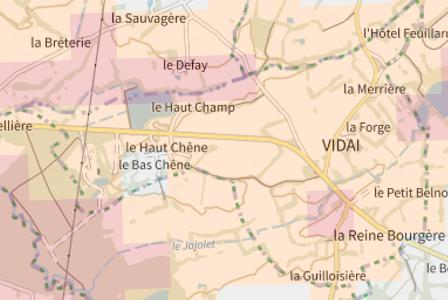 la Sauvagère
l'Hôtel Feuillard
la Bréterie
le Defay
la Merrière
le Haut Champ
ellière
la Forge
le Haut Chêne
VIDAI
le Bas Chêne
le Petit Belno
la Reine Bourgère
le Jajolet
le B
la Guilloisière